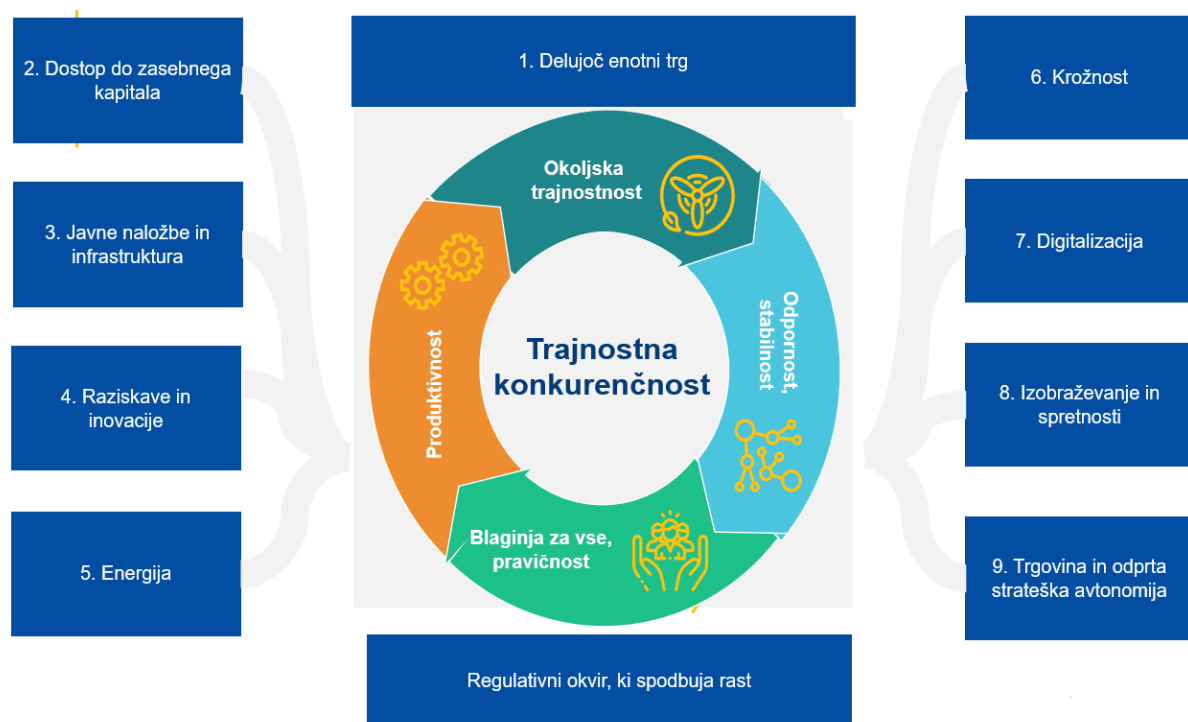 1. Delujoč enotni trg
2. Dostop do zasebnega
kapitala
3. Javne naložbe in
infrastruktura
4. Raziskave in
inovacije
5. Energija
Okoljska
trajnostnost
Odpornost,
stabilnost
Blaginja za vse,
pravičnost
Produktivnost
Trajnostna
konkurenčnost
6. Krožnost
7. Digitalizacija
8. Izobraževanje in
spretnosti
9. Trgovina in odprta
strateška avtonomija
Regulativni okvir, ki spodbuja rast